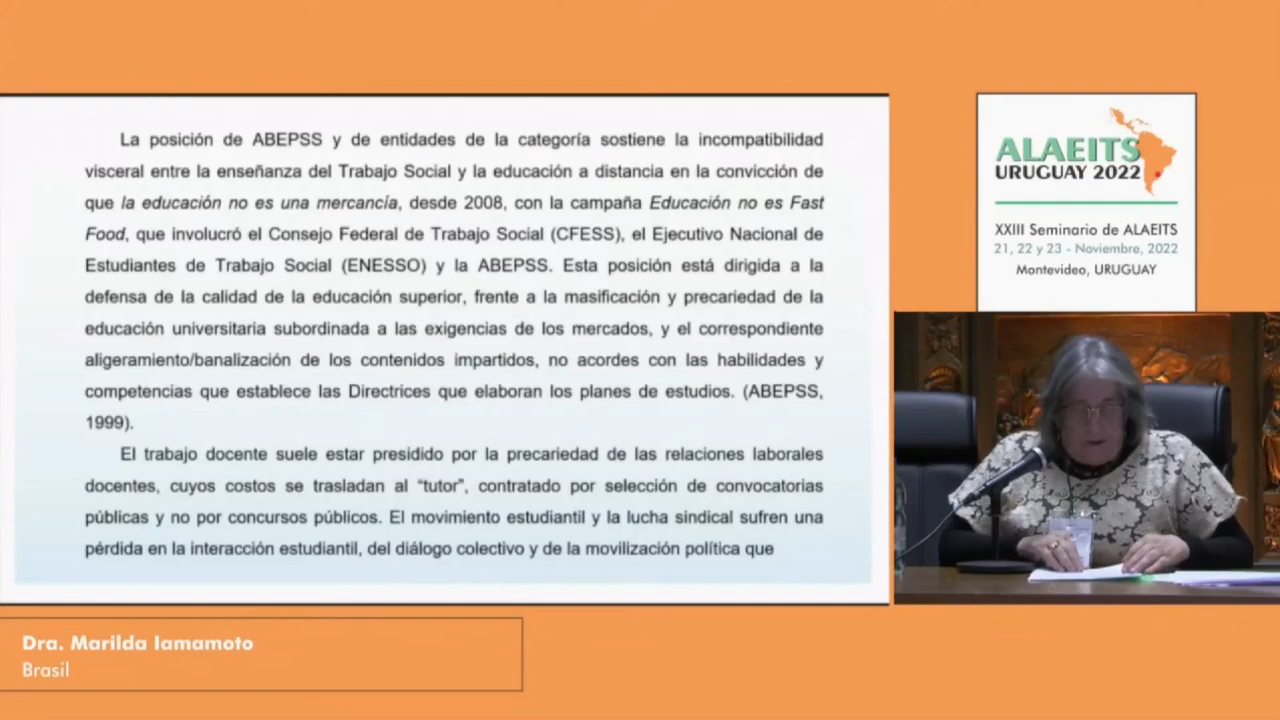 La posición de ABEPSS y de entidades de la categoría sostiene la incompatibilidad
visceral entre la enseñanza del Trabajo Social y la educación a distancia en la convicción de
que la educación no es una mercancía, desde 2008, con la campaña Educación no es Fast
Food, que involucró el Consejo Federal de Trabajo Social (CFESS), el Ejecutivo Nacional de
Estudiantes de Trabajo Social (ENESSO) y la ABEPSS. Esta posición está dirigida a la
defensa de la calidad de la educación superior, frente a la masificación y precariedad de la
educación universitaria subordinada a las exigencias de los mercados, y el correspondiente
aligeramiento/banalización de los contenidos impartidos, no acordes con las habilidades y
competencias que establece las Directrices que elaboran los planes de estudios. (ABEPSS,
1999).
El trabajo docente suele estar presidido por la precariedad de las relaciones laborales
docentes, cuyos costos se trasladan al “tutor”, contratado por selección de convocatorias
públicas y no por concursos públicos. El movimiento estudiantil y la lucha sindical sufren una
pérdida en la interacción estudiantil, del diálogo colectivo y de la movilización política que
ALAEITS
URUGUAY 2022
XXIII Seminario de ALAEITS
21, 22 y 23 - Noviembre, 2022
Montevideo, URUGUAY
Dra. Marilda Iamamoto
Brasil